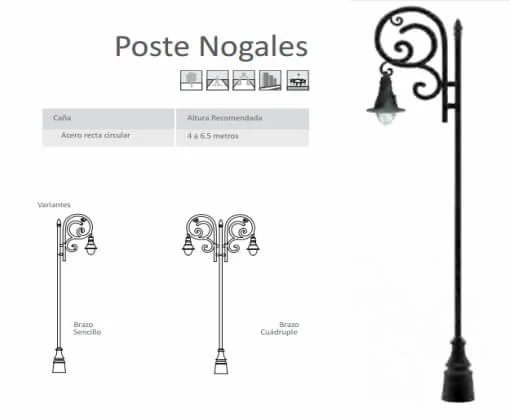 Poste Nogales
Caña
Altura Recomendada
Acero recta circular
4 a 6.5 metros
Variantes
Brazo
Sencillo
Brazo
Cuádruple